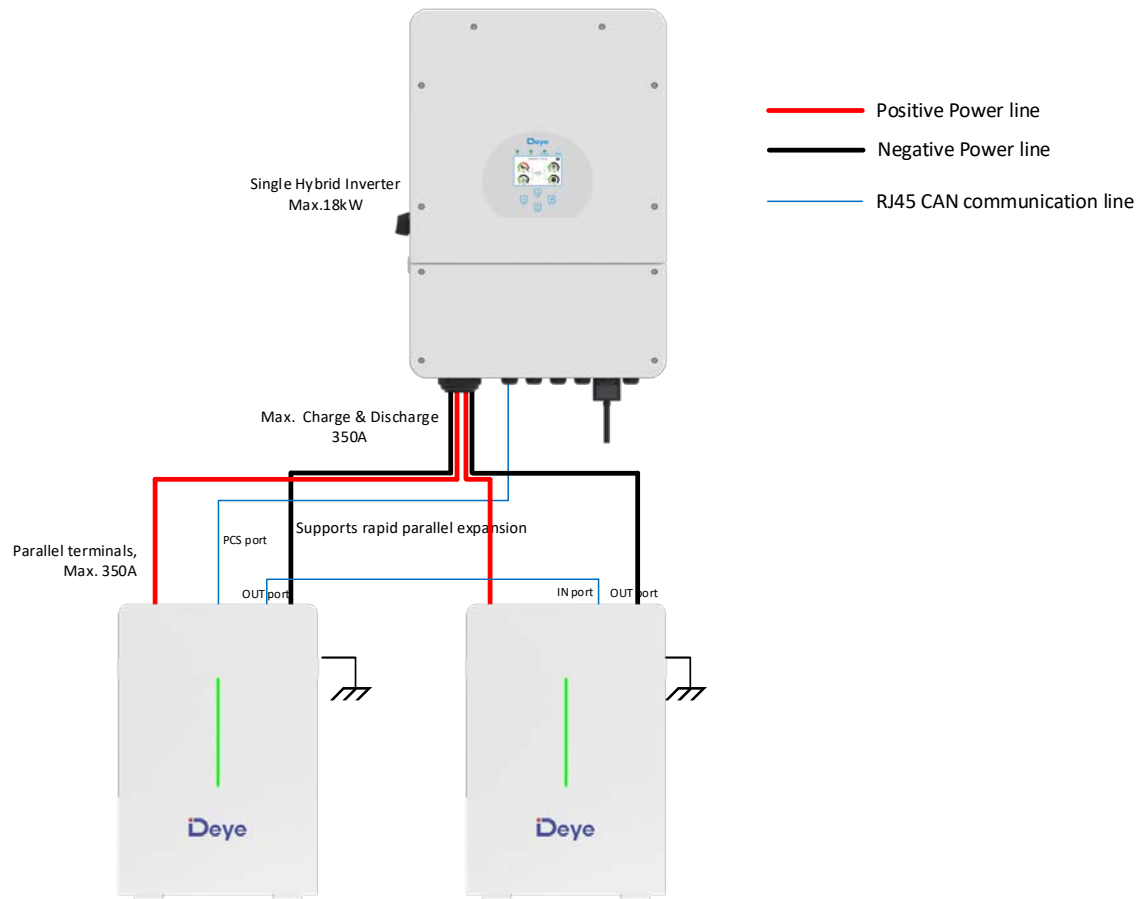 Deye
Positive Power line
Negative Power line
RJ45 CAN communication line
Single Hybrid Inverter
Max.18kW
Max. Charge & Discharge
350A
Supports rapid parallel expansion
PCS port
Parallel terminals,
Max. 350A
OUT port
IN port
OUT port
Deye
Deye